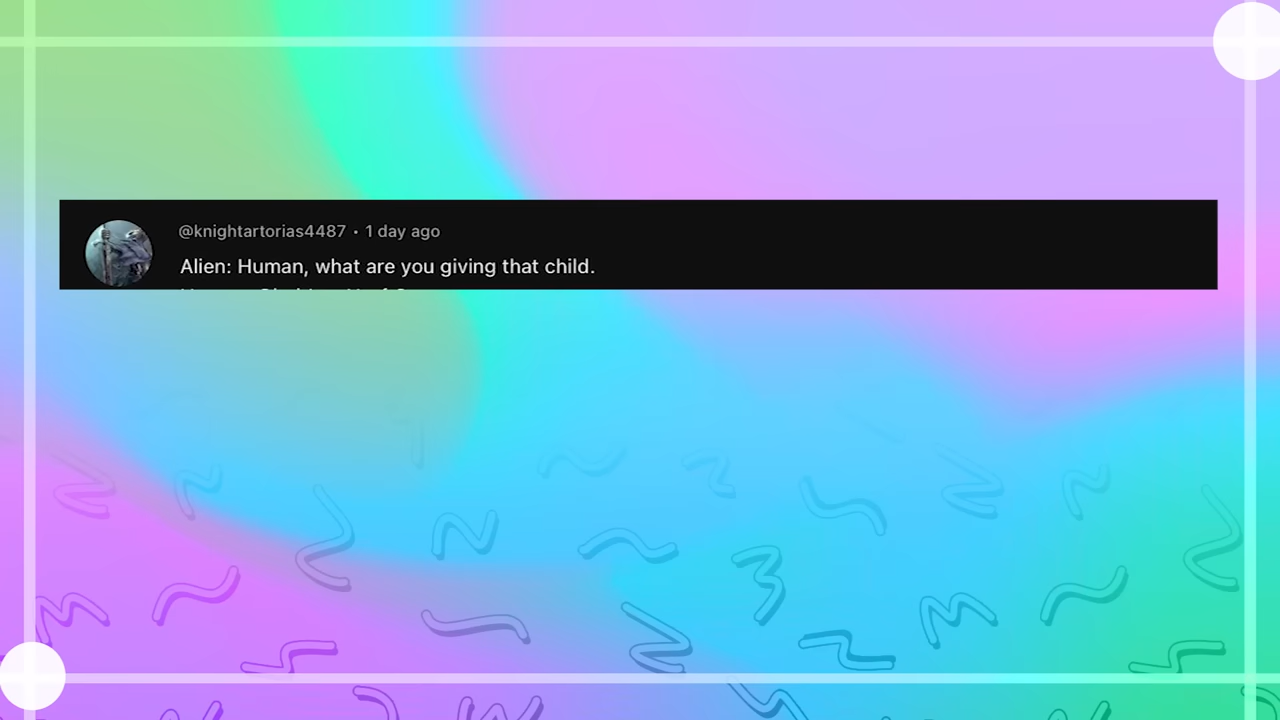 @knightartorias4487 • 1 day ago
Alien: Human, what are you giving that child.